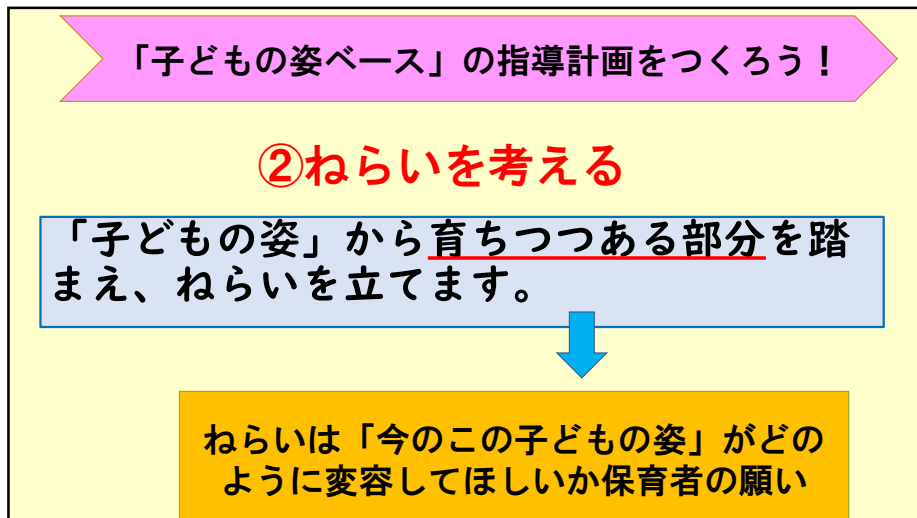 「子どもの姿ベース」の指導計画をつくろう！
②ねらいを考える
「子どもの姿」から育ちつつある部分を踏
まえ、ねらいを立てます。
ねらいは「今のこの子どもの姿」がどの
ように変容してほしいか保育者の願い